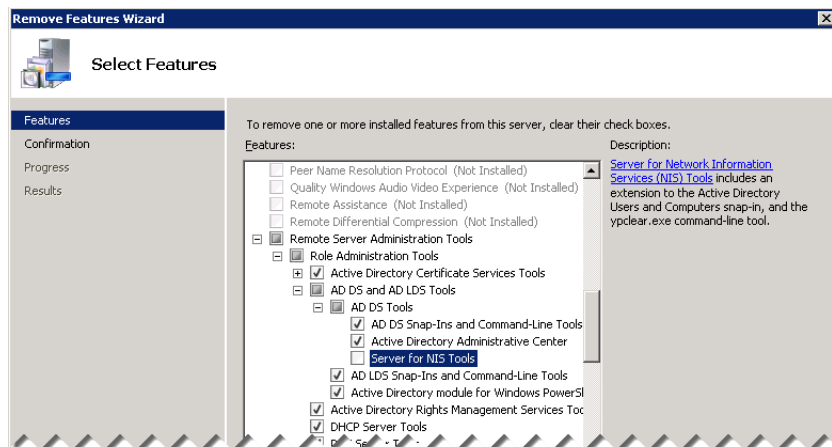 Remove Features Wizard
Select Features
Features
Confirmation
Progress
Results
To remove one or more installed features from this server, clear their check boxes.
Features:
Peer Name Resolution Protocol (Not Installed)
Quality Windows Audio Video Experience (Not Installed)
Remote Assistance (Not Installed)
Remote Differential Compression (Not Installed)
Remote Server Administration Tools
Role Administration Tools
Active Directory Certificate Services Tools
AD DS and AD LDS Tools
AD DS Tools
AD DS Snap-Ins and Command-Line Tools
Active Directory Administrative Center
Server for NIS Tools
AD LDS Snap-Ins and Command-Line Tools
Active Directory module for Windows PowerSl
Active Directory Rights Management Services Too
DHCP Server Tools
Description:
Server for Network Information
Services (NIS) Tools includes an
extension to the Active Directory
Users and Computers snap-in, and the
ypclear.exe command-line tool.